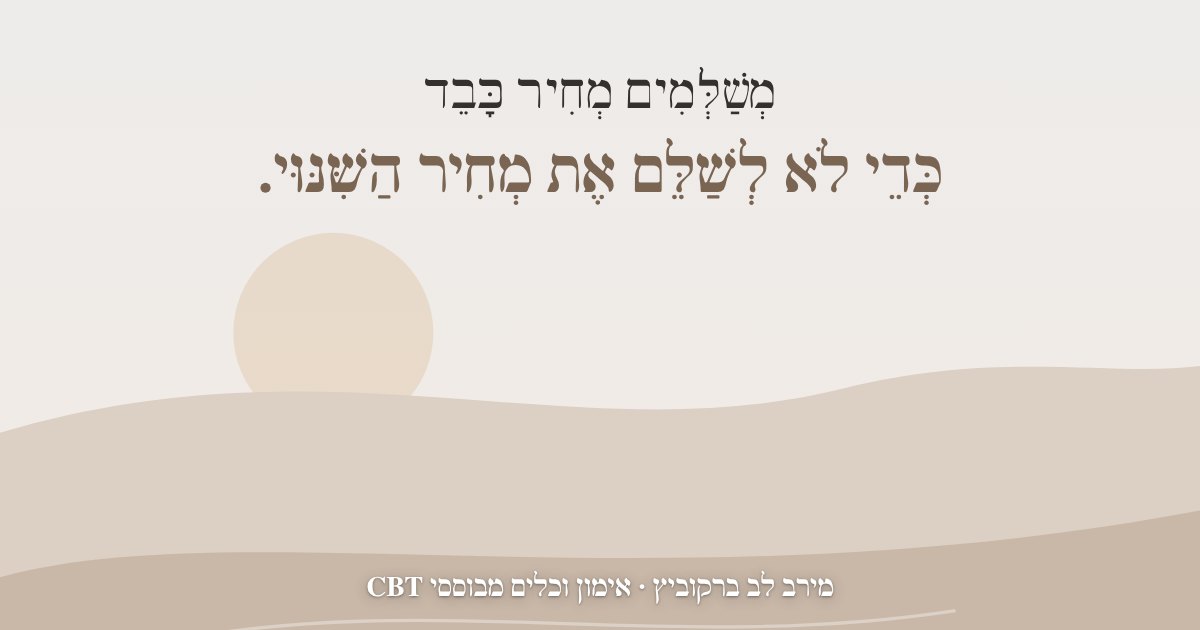 מְשַׁלְּמִים מְחִיר כָּבֵד
כְּדֵי לֹא לְשַׁלֵּם אֶת מְחִיר הַשִּׁנּוּי.
מירב לב ברקוביץ · אימון וכלים מבוססי CBT